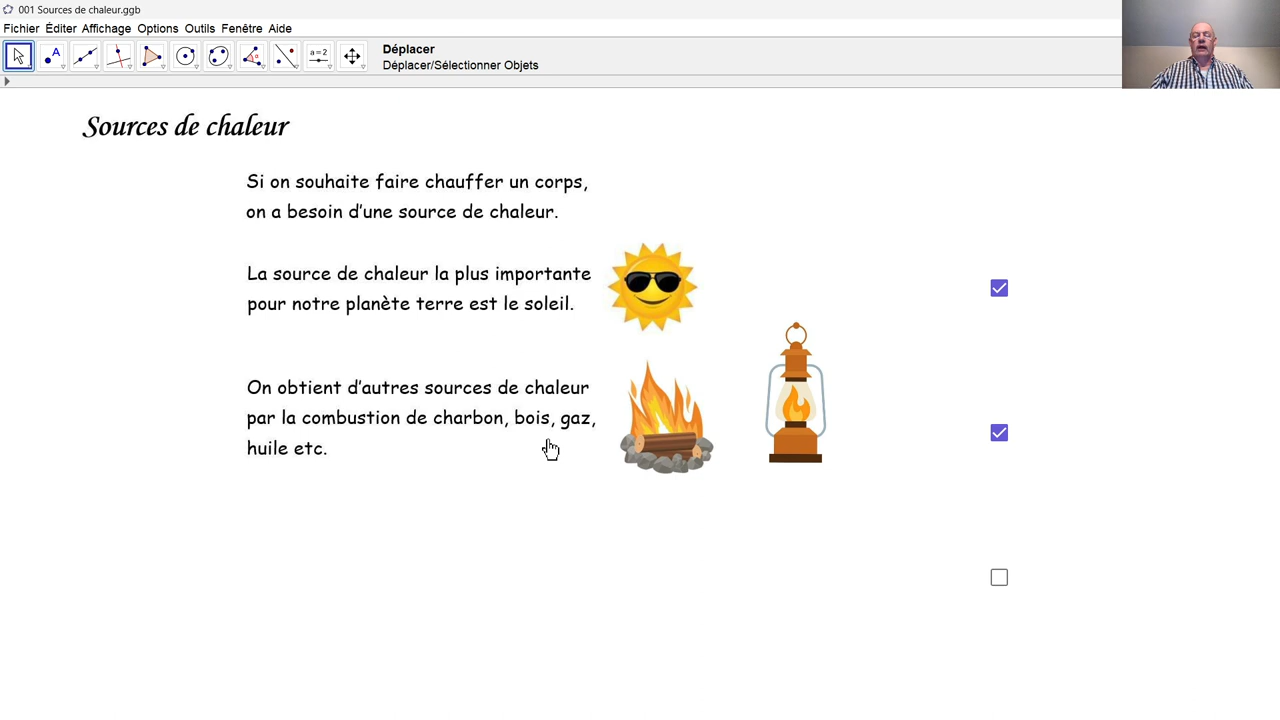 001 Sources de chaleur.ggb
Fichier Éditer Affichage Options Outils Fenêtre Aide
A
a=2
Déplacer
Déplacer/Sélectionner Objets
Sources de chaleur
Si on souhaite faire chauffer un corps,
on a besoin d'une source de chaleur.
La source de chaleur la plus importante
pour notre planète terre est le soleil.
On obtient d'autres sources de chaleur
par la combustion de charbon, bois, gaz,
huile etc.